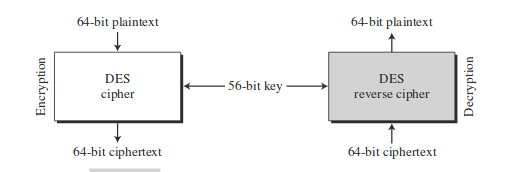 64-bit plaintext
64-bit plaintext
Encryption
DES
cipher
56-bit key
DES
reverse cipher
Decryption
64-bit ciphertext
64-bit ciphertext